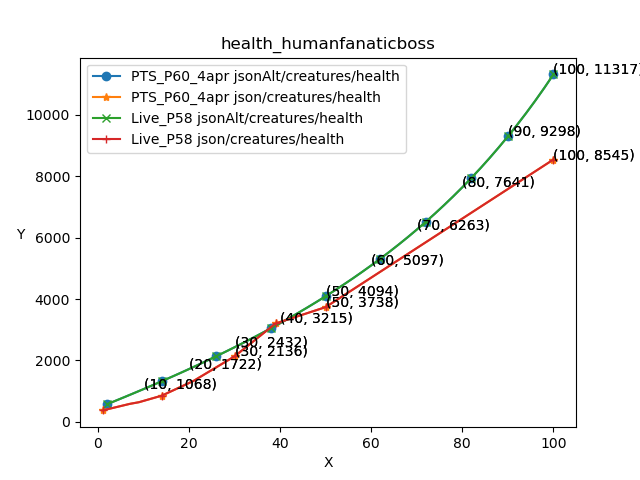 health_humanfanaticboss
PTS_P60_4apr jsonAlt/creatures/health
PTS_P60_4apr json/creatures/health
Live_P58 jsonAlt/creatures/health
Live_P58 json/creatures/health
(100, 11317)
(90, 9298)
(100, 8545)
(80, 7641)
(70, 6263)
(60, 5097)
(50, 4094)
(50, 3738)
(40, 3215)
(30, 2432)
(30, 2136)
(20, 1722)
(10, 1068)
Y
10000
8000
6000
4000
2000
0
0 20 40 60 80 100
X